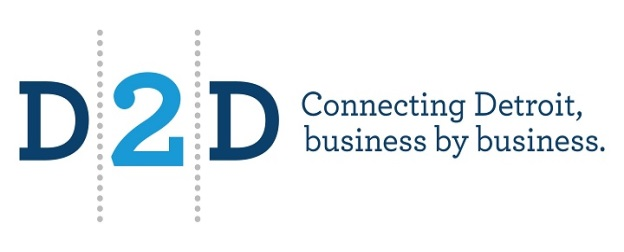 D2D
Connecting Detroit,
business by business.